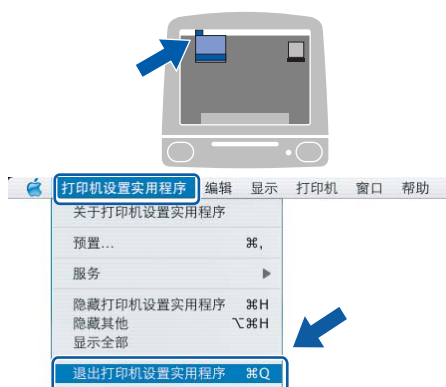 打印机设置实用程序 编辑 显示 打印机 窗口 帮助
关于打印机设置实用程序
预置... ⌘,
服务 ▶
隐藏打印机设置实用程序 ⌘H
隐藏其他 ⌥⌘H
显示全部
退出打印机设置实用程序 ⌘Q